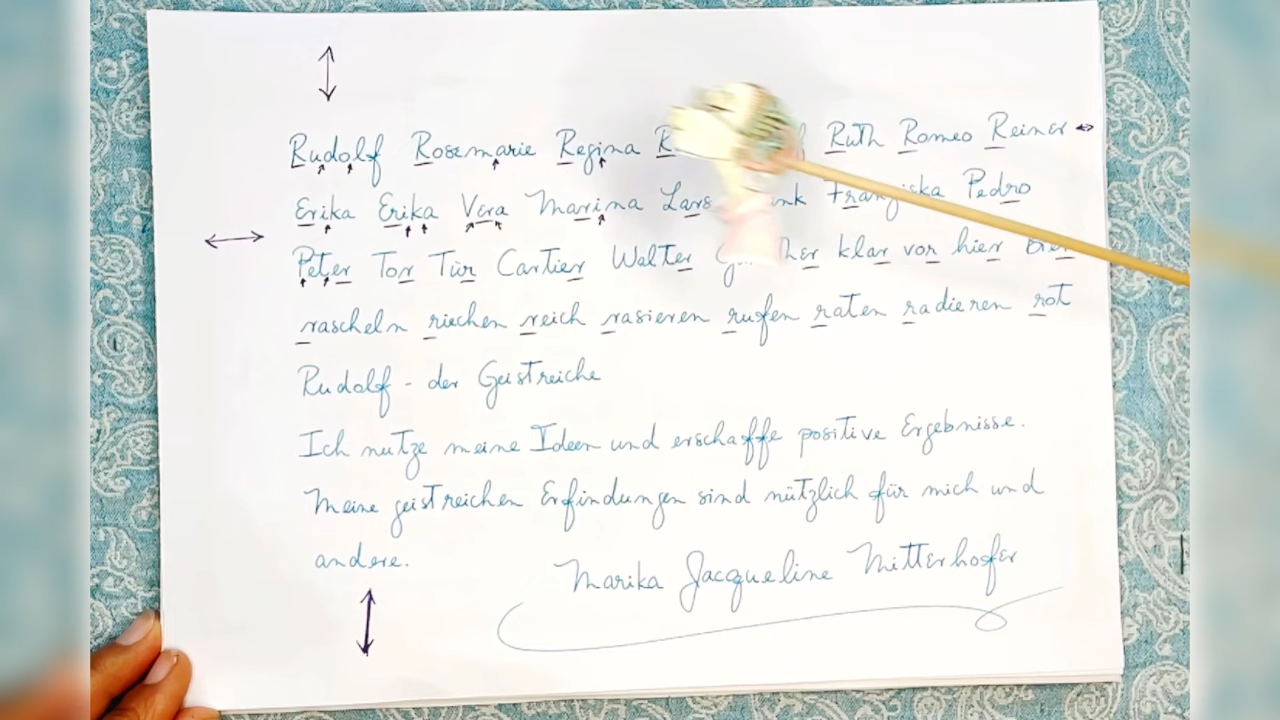 Rudolf Rosemarie Regina Ruth Romeo Reiner
Erika Erika Vera Marina Lars Franziska Pedro
Peter Tor Tür Cartier Walter klar vor hier
rascheln riechen reich rasieren rufen raten radieren rot
Rudolf - der Geistreiche
Ich nutze meine Ideen und erschaffe positive Ergebnisse.
Meine geistreichen Erfindungen sind nützlich für mich und
andere.
Marika Jacqueline Mitterhofer